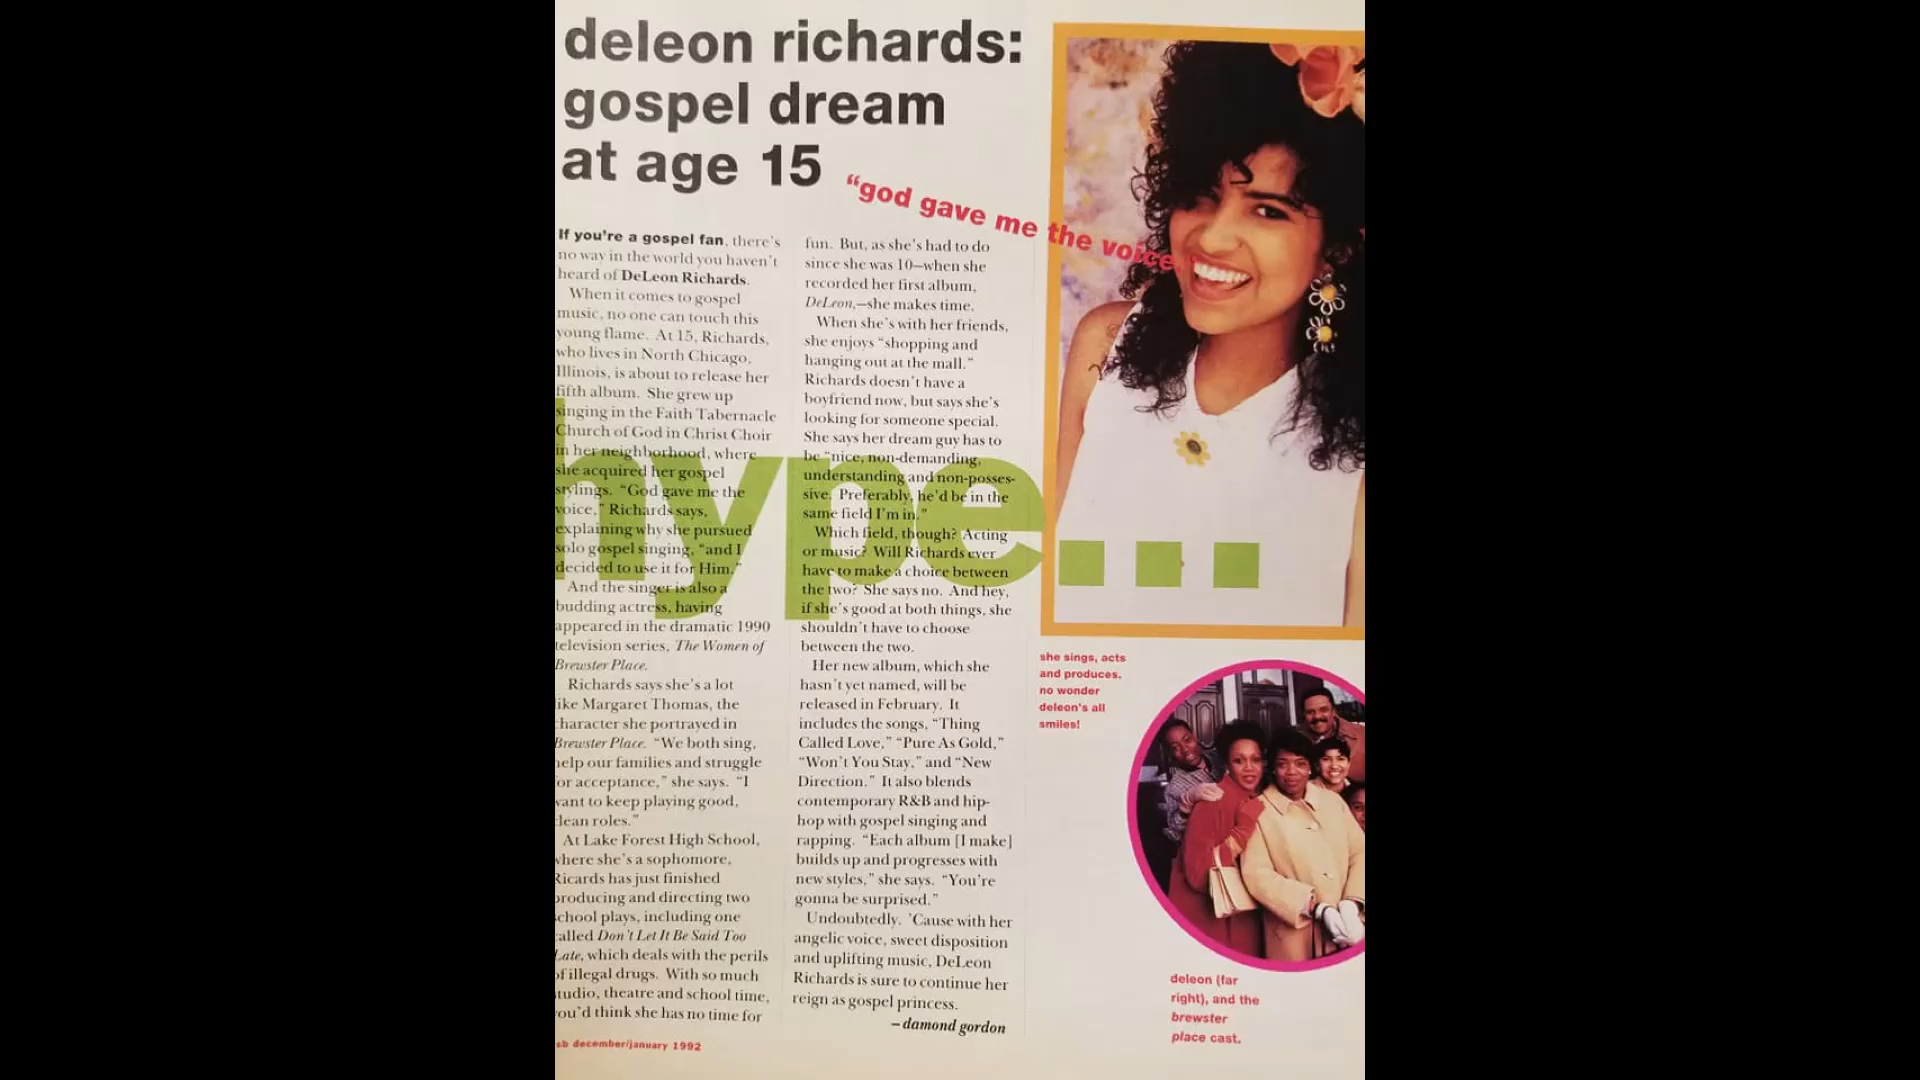 deleon richards:
gospel dream
at age 15
“god gave me the voice.”
If you’re a gospel fan, there’s
no way in the world you haven’t
heard of DeLeon Richards.
When it comes to gospel
music, no one can touch this
young flame. At 15, Richards,
who lives in North Chicago,
Illinois, is about to release her
fifth album. She grew up
singing in the Faith Tabernacle
Church of God in Christ Choir
in her neighborhood, where
she acquired her gospel
stylings. “God gave me the
voice,” Richards says,
explaining why she pursued
solo gospel singing, “and I
decided to use it for Him.”
And the singer is also a
budding actress, having
appeared in the dramatic 1990
television series, The Women of
Brewster Place.
Richards says she’s a lot
like Margaret Thomas, the
character she portrayed in
Brewster Place. “We both sing,
help our families and struggle
for acceptance,” she says. “I
want to keep playing good,
clean roles.”
At Lake Forest High School,
where she’s a sophomore,
Ricards has just finished
producing and directing two
school plays, including one
called Don’t Let It Be Said Too
Late, which deals with the perils
of illegal drugs. With so much
studio, theatre and school time,
you’d think she has no time for
fun. But, as she’s had to do
since she was 10—when she
recorded her first album,
DeLeon,—she makes time.
When she’s with her friends,
she enjoys “shopping and
hanging out at the mall.”
Richards doesn’t have a
boyfriend now, but says she’s
looking for someone special.
She says her dream guy has to
be “nice, non-demanding,
understanding and non-posses-
sive. Preferably, he’d be in the
same field I’m in.”
Which field, though? Acting
or music? Will Richards ever
have to make a choice between
the two? She says no. And hey,
if she’s good at both things, she
shouldn’t have to choose
between the two.
Her new album, which she
hasn’t yet named, will be
released in February. It
includes the songs, “Thing
Called Love,” “Pure As Gold,”
“Won’t You Stay,” and “New
Direction.” It also blends
contemporary R&B and hip-
hop with gospel singing and
rapping. “Each album [I make]
builds up and progresses with
new styles,” she says. “You’re
gonna be surprised.”
Undoubtedly. ’Cause with her
angelic voice, sweet disposition
and uplifting music, DeLeon
Richards is sure to continue her
reign as gospel princess.
– damond gordon
hype...
she sings, acts
and produces.
no wonder
deleon’s all
smiles!
deleon (far
right), and the
brewster
place cast.
sb december/january 1992